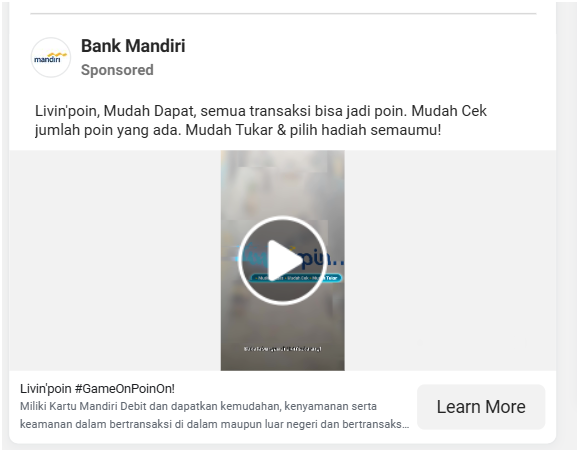 mandiri
Bank Mandiri
Sponsored
Livin'poin, Mudah Dapat, semua transaksi bisa jadi poin. Mudah Cek
jumlah poin yang ada. Mudah Tukar & pilih hadiah semaumu!
Mudah Cek - Mudah Tukar
Livin'poin #GameOnPoinOn!
Miliki Kartu Mandiri Debit dan dapatkan kemudahan, kenyamanan serta
keamanan dalam bertransaksi di dalam maupun luar negeri dan bertransaks...
Learn More